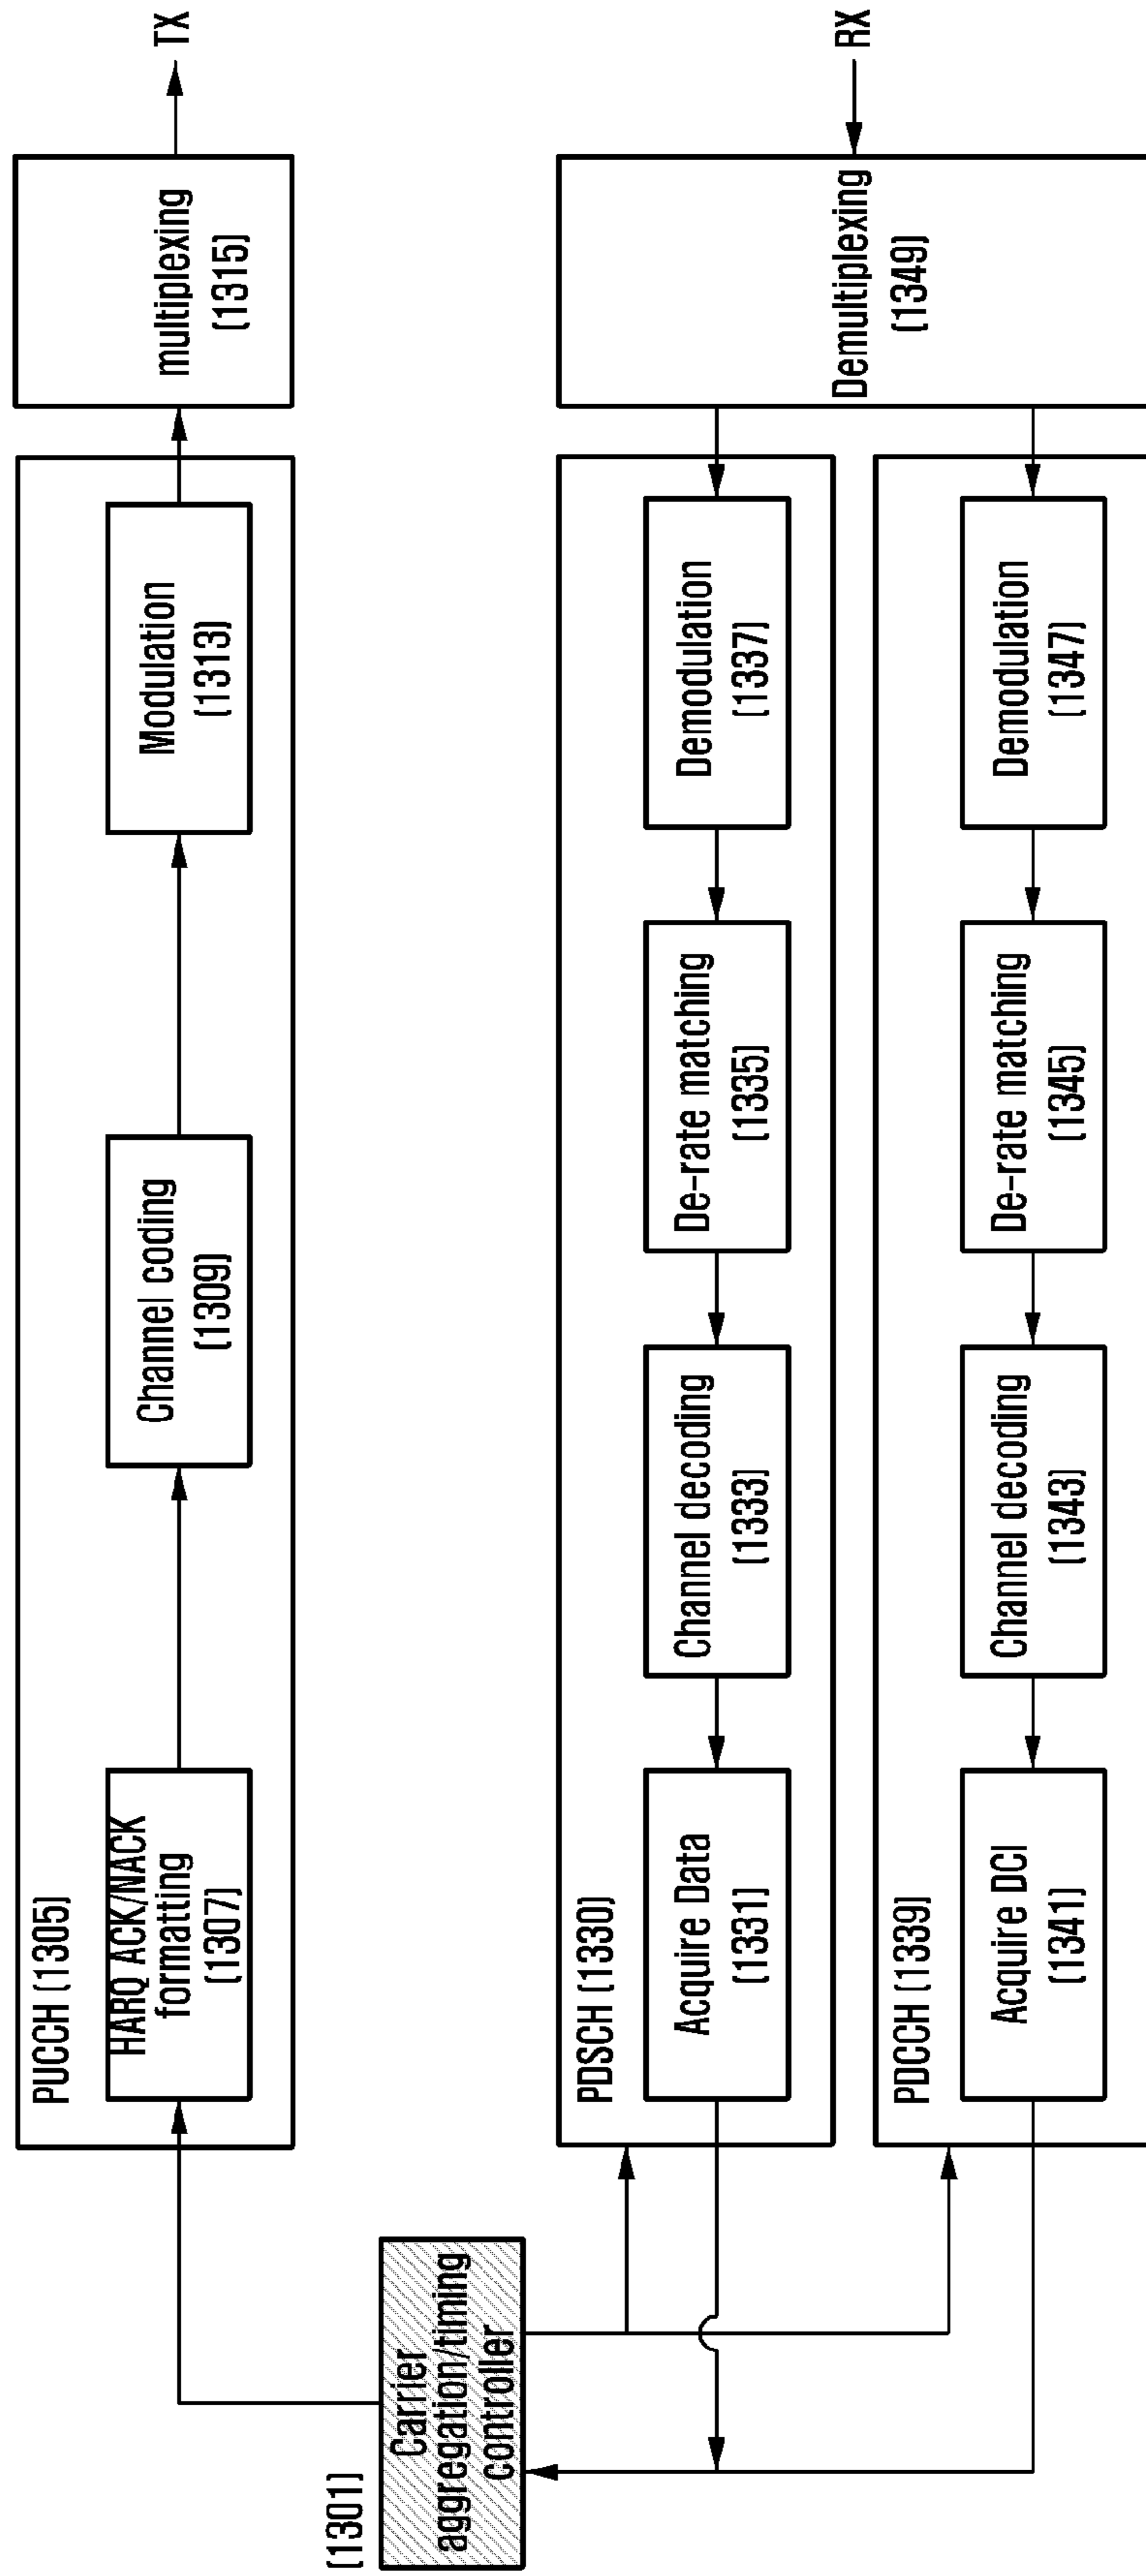 (1301)
Carrier
aggregation/timing
controller
PUCCH (1305)
HARQ ACK/NACK
formatting
(1307)
Channel coding
(1309)
Modulation
(1313)
multiplexing
(1315)
TX
PDSCH (1330)
Acquire Data
(1331)
Channel decoding
(1333)
De-rate matching
(1335)
Demodulation
(1337)
PDCCH (1339)
Acquire DCI
(1341)
Channel decoding
(1343)
De-rate matching
(1345)
Demodulation
(1347)
Demultiplexing
(1349)
RX